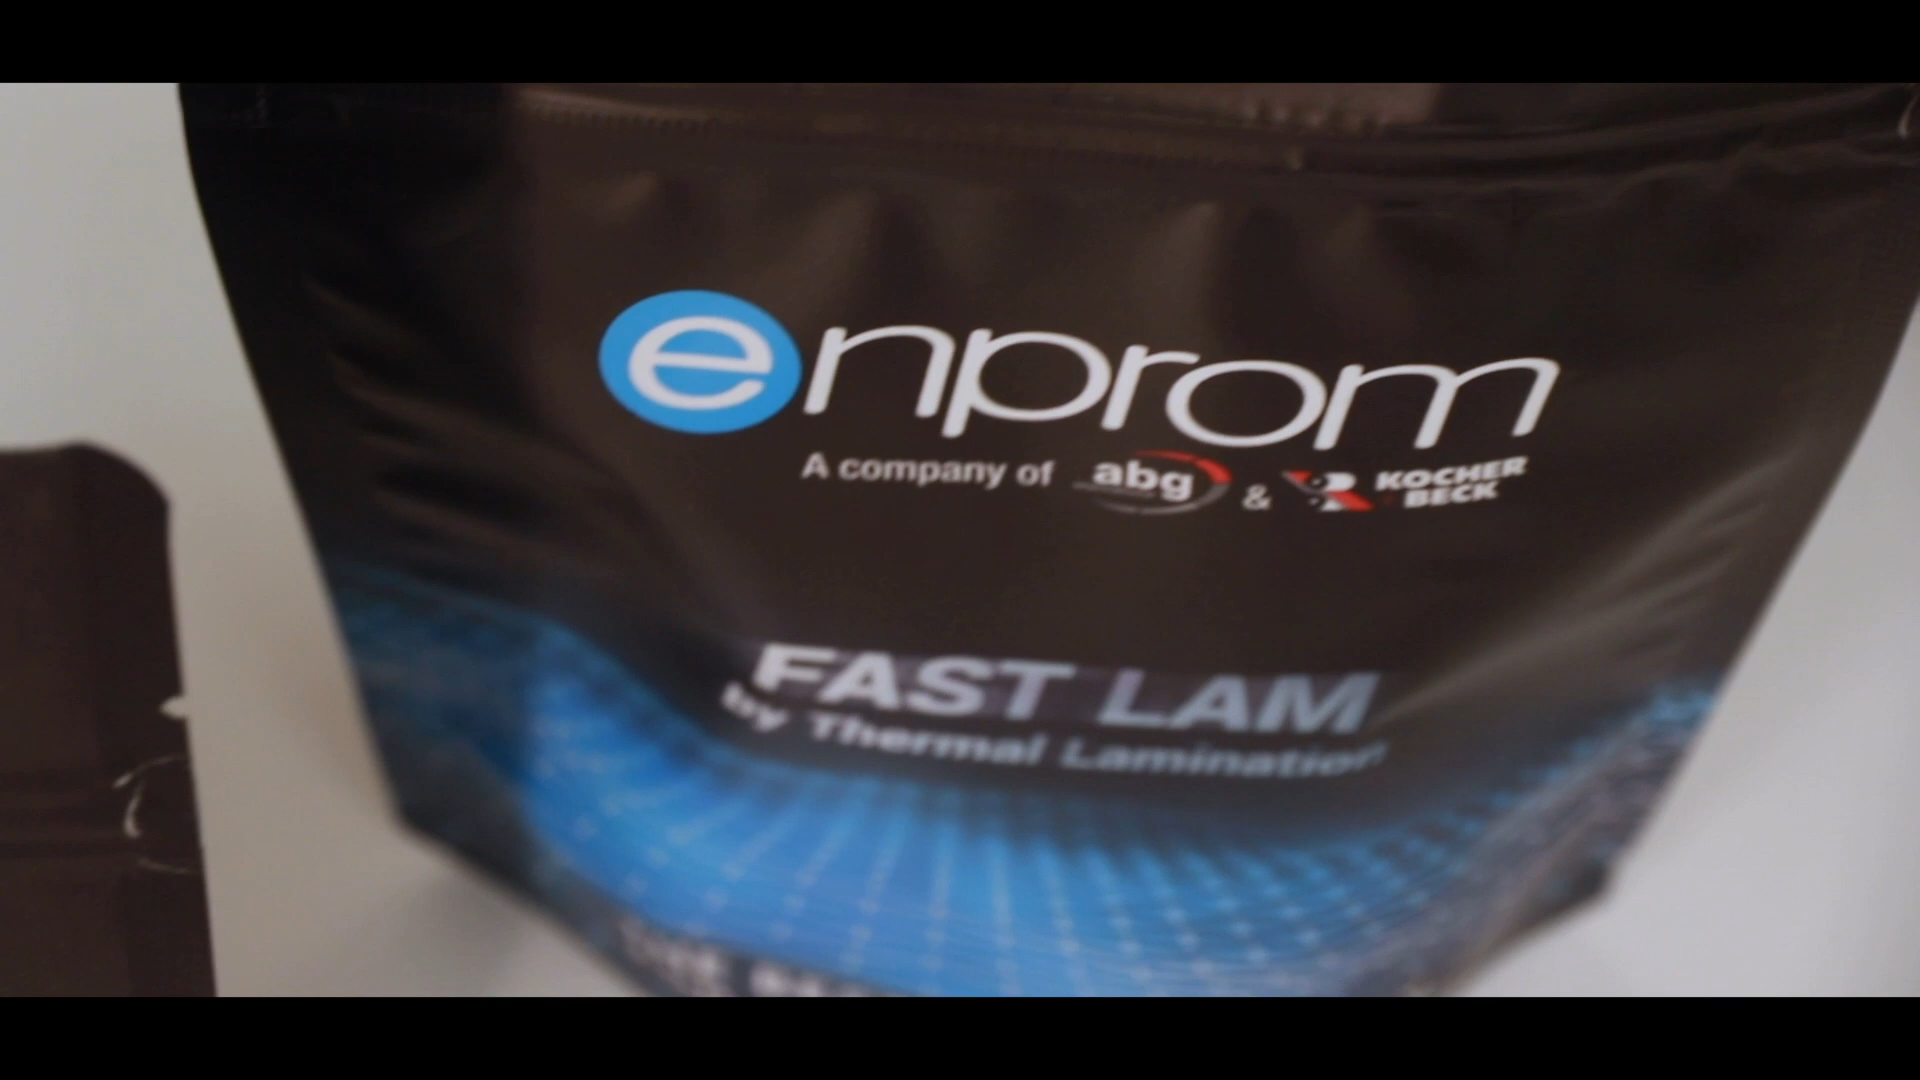 enprom
A company of abg & KOCHER
+BECK
FAST LAM
by Thermal Lamination